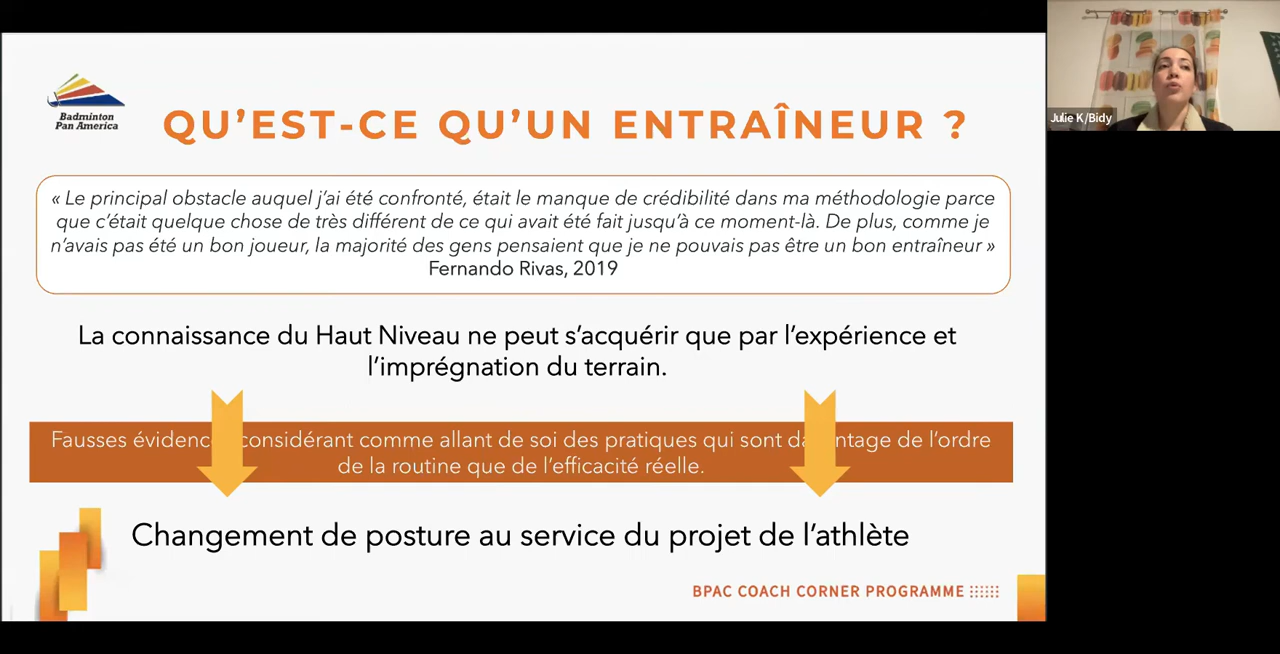 Badminton
Pan America
QU'EST-CE QU'UN ENTRAÎNEUR ?
« Le principal obstacle auquel j'ai été confronté, était le manque de crédibilité dans ma méthodologie parce
que c'était quelque chose de très différent de ce qui avait été fait jusqu'à ce moment-là. De plus, comme je
n'avais pas été un bon joueur, la majorité des gens pensaient que je ne pouvais pas être un bon entraîneur »
Fernando Rivas, 2019
La connaissance du Haut Niveau ne peut s'acquérir que par l'expérience et
l'imprégnation du terrain.
Fausses considérant comme allant de soi des pratiques qui sont de l'ordre
de la routine que de l'efficacité réelle.
Changement de posture au service du projet de l'athlète
BPAC COACH CORNER PROGRAMME
Julie K/Bidy